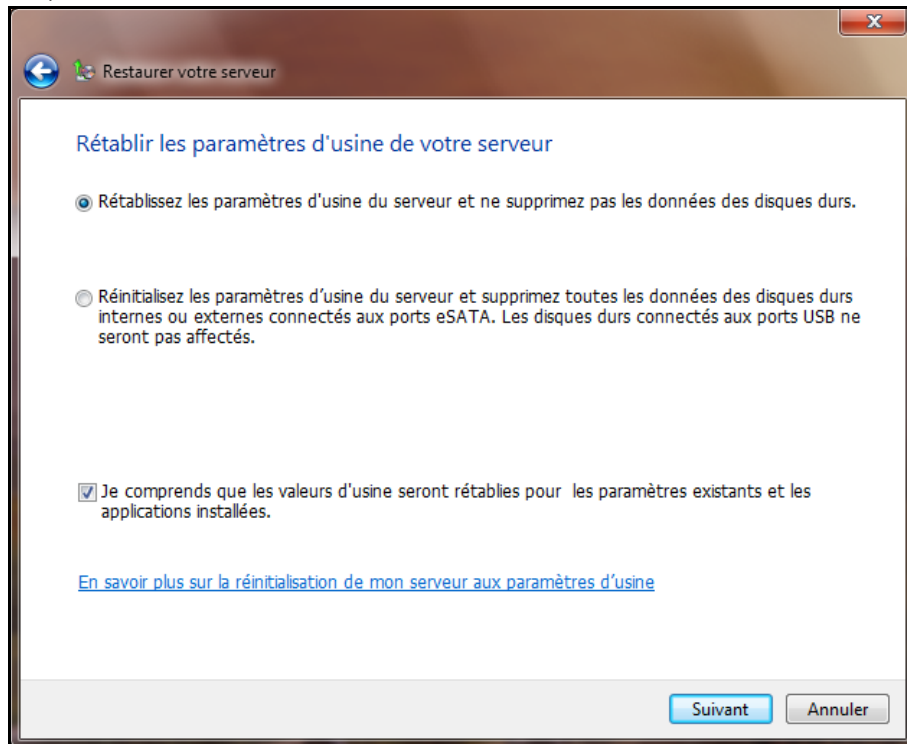 Restaurer votre serveur
Rétablir les paramètres d'usine de votre serveur
Rétablissez les paramètres d'usine du serveur et ne supprimez pas les données des disques durs.
Réinitialisez les paramètres d’usine du serveur et supprimez toutes les données des disques durs
internes ou externes connectés aux ports eSATA. Les disques durs connectés aux ports USB ne
seront pas affectés.
Je comprends que les valeurs d'usine seront rétablies pour  les paramètres existants et les
applications installées.
En savoir plus sur la réinitialisation de mon serveur aux paramètres d’usine
Suivant Annuler